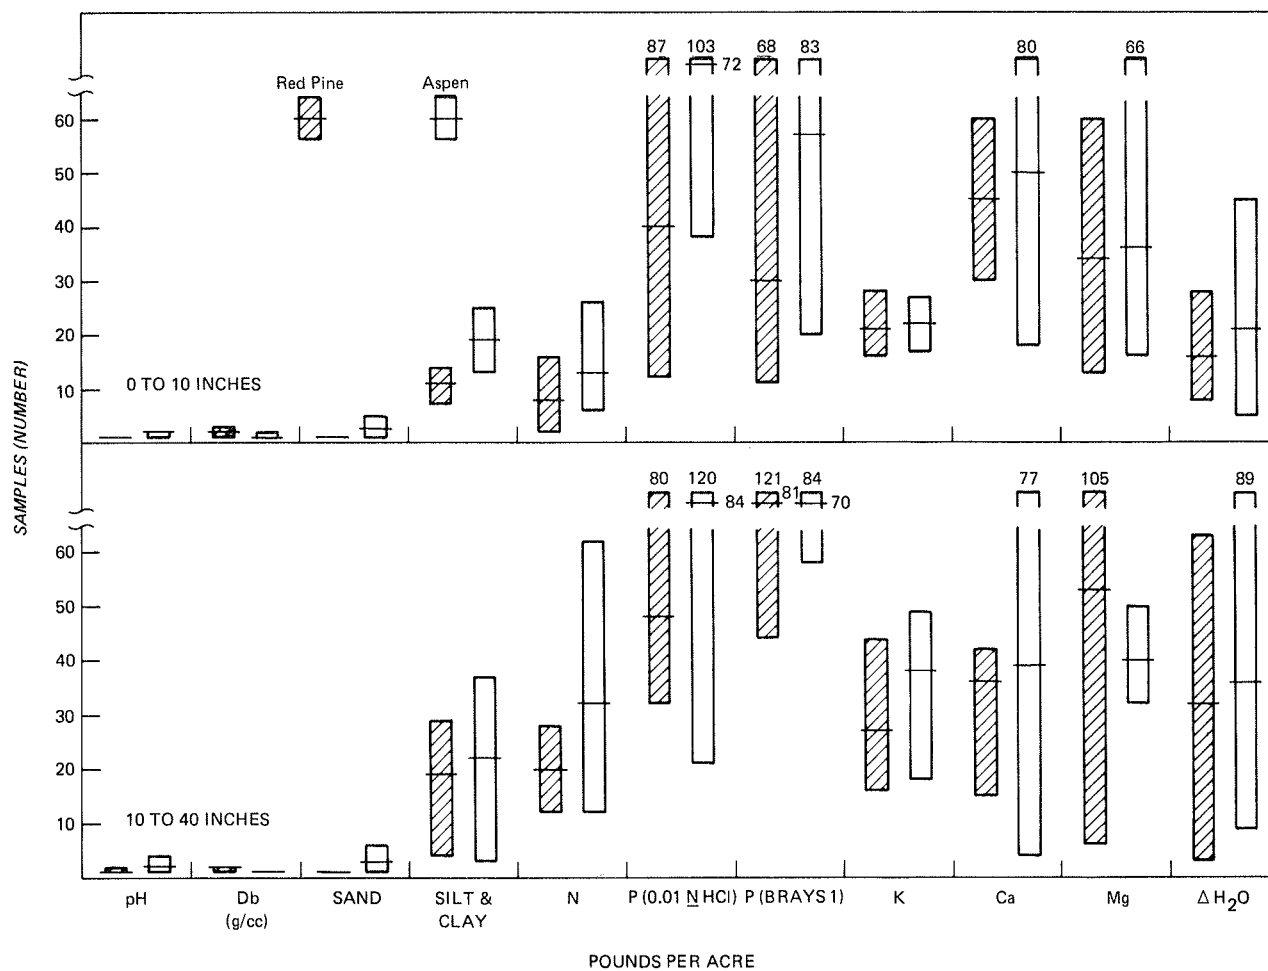 87 103 68 83 80 66
72
Red Pine Aspen
60
50
40
30
20
10
0 TO 10 INCHES
SAMPLES (NUMBER)
80 120 121 84 77 105 89
84 81 70
60
50
40
30
20
10
10 TO 40 INCHES
pH Db SAND SILT & N P (0.01 N HCl) P (BRAYS 1) K Ca Mg Δ H2O
(g/cc) CLAY
POUNDS PER ACRE